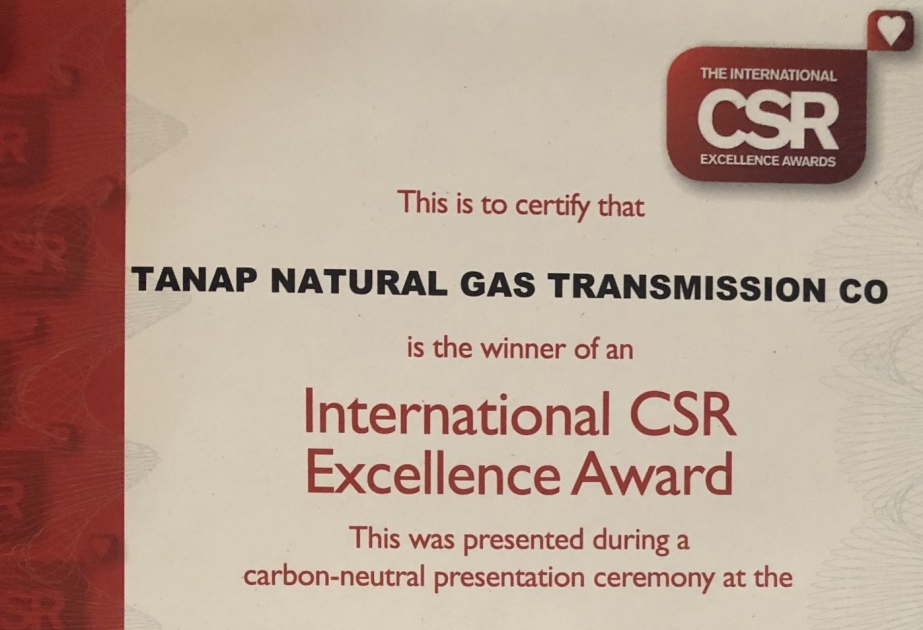 THE INTERNATIONAL
CSR
EXCELLENCE AWARDS
This is to certify that
TANAP NATURAL GAS TRANSMISSION CO
is the winner of an
International CSR
Excellence Award
This was presented during a
carbon-neutral presentation ceremony at the